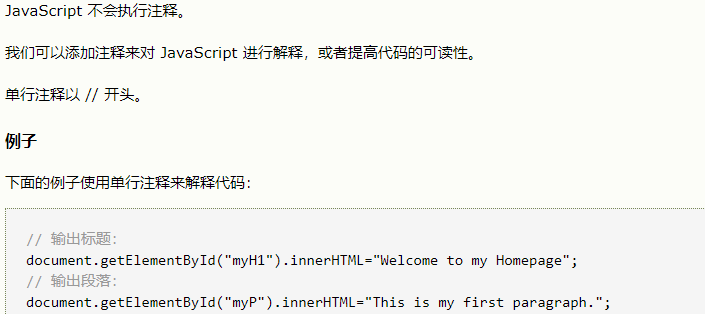 JavaScript 不会执行注释。
我们可以添加注释来对 JavaScript 进行解释，或者提高代码的可读性。
单行注释以 // 开头。
例子
下面的例子使用单行注释来解释代码：
// 输出标题：
document.getElementById("myH1").innerHTML="Welcome to my Homepage";
// 输出段落：
document.getElementById("myP").innerHTML="This is my first paragraph.";